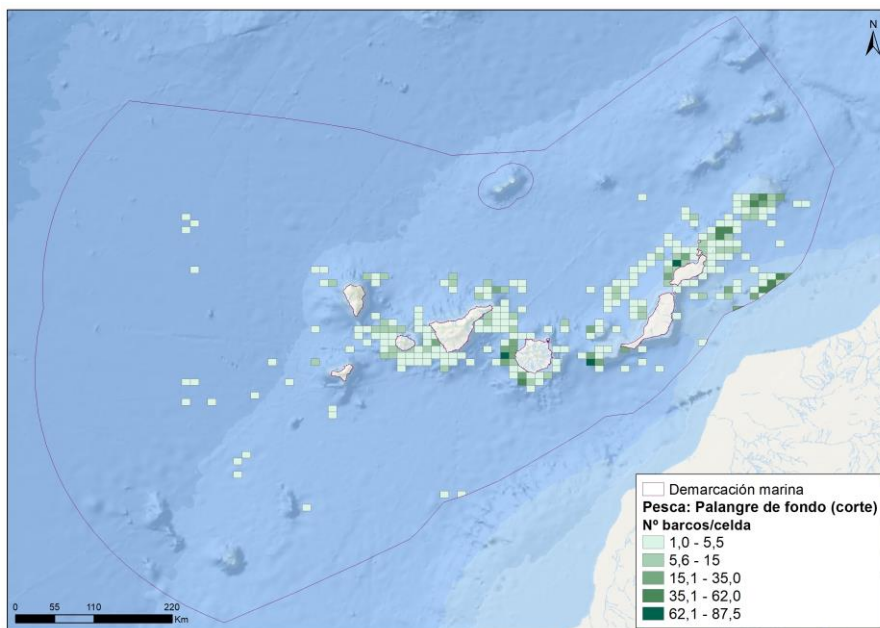 N
Demarcación marina
Pesca: Palangre de fondo (corte)
Nº barcos/celda
1,0 - 5,5
5,6 - 15
15,1 - 35,0
35,1 - 62,0
62,1 - 87,5
0 55 110 220
Km